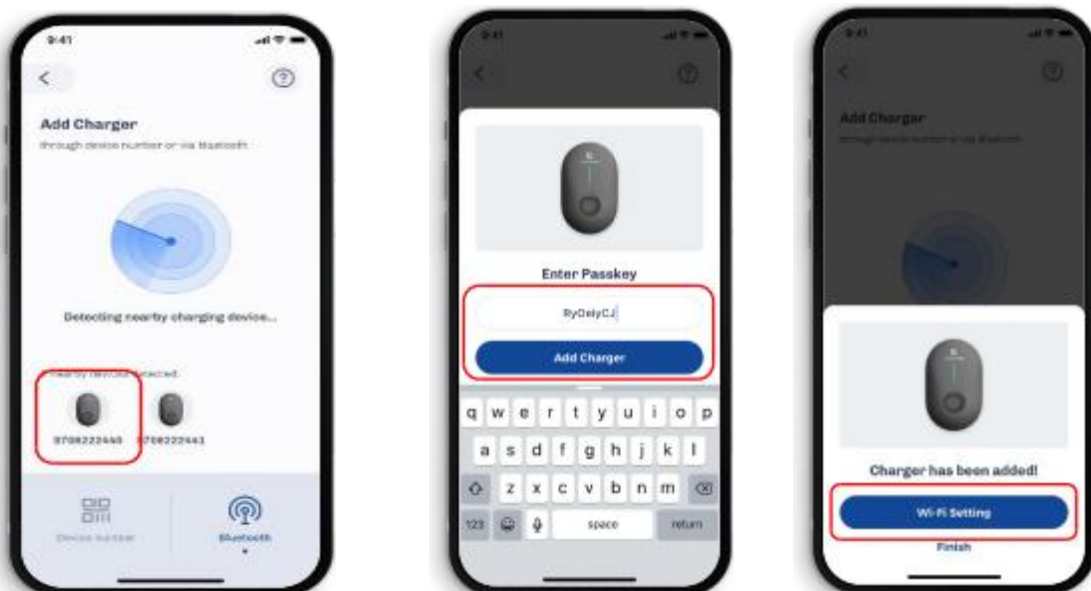 9:41
Add Charger
through device number or via Bluetooth
Detecting nearby charging device...
nearby devices detected
Device number
Bluetooth
9:41
Enter Passkey
Add Charger
q w e r t y u i o p
a s d f g h j k l
z x c v b n m
123 space return
9:41
Add Charger
through device number or via Bluetooth
Charger has been added!
Wi-Fi Setting
Finish